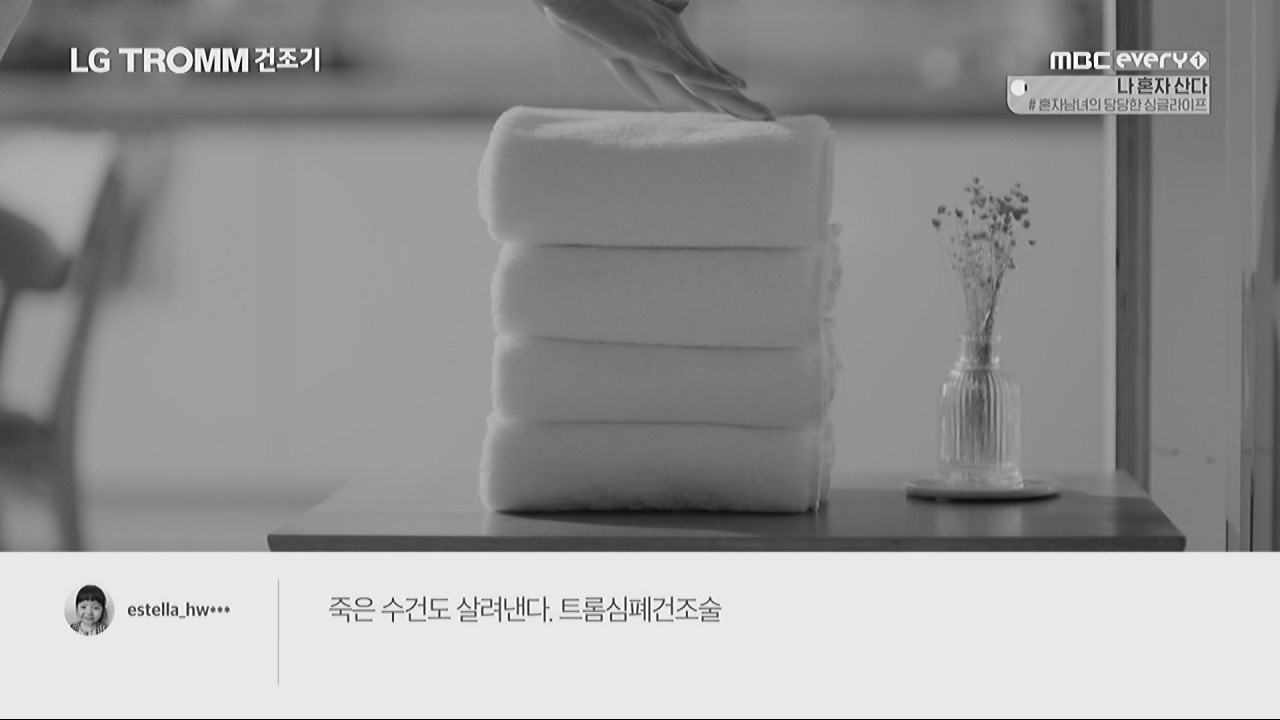 LG TROMM 건조기
MBC every1
나 혼자 산다
# 혼자남녀의 당당한 싱글라이프
estella_hw•••
죽은 수건도 살려낸다. 트롬심폐건조술